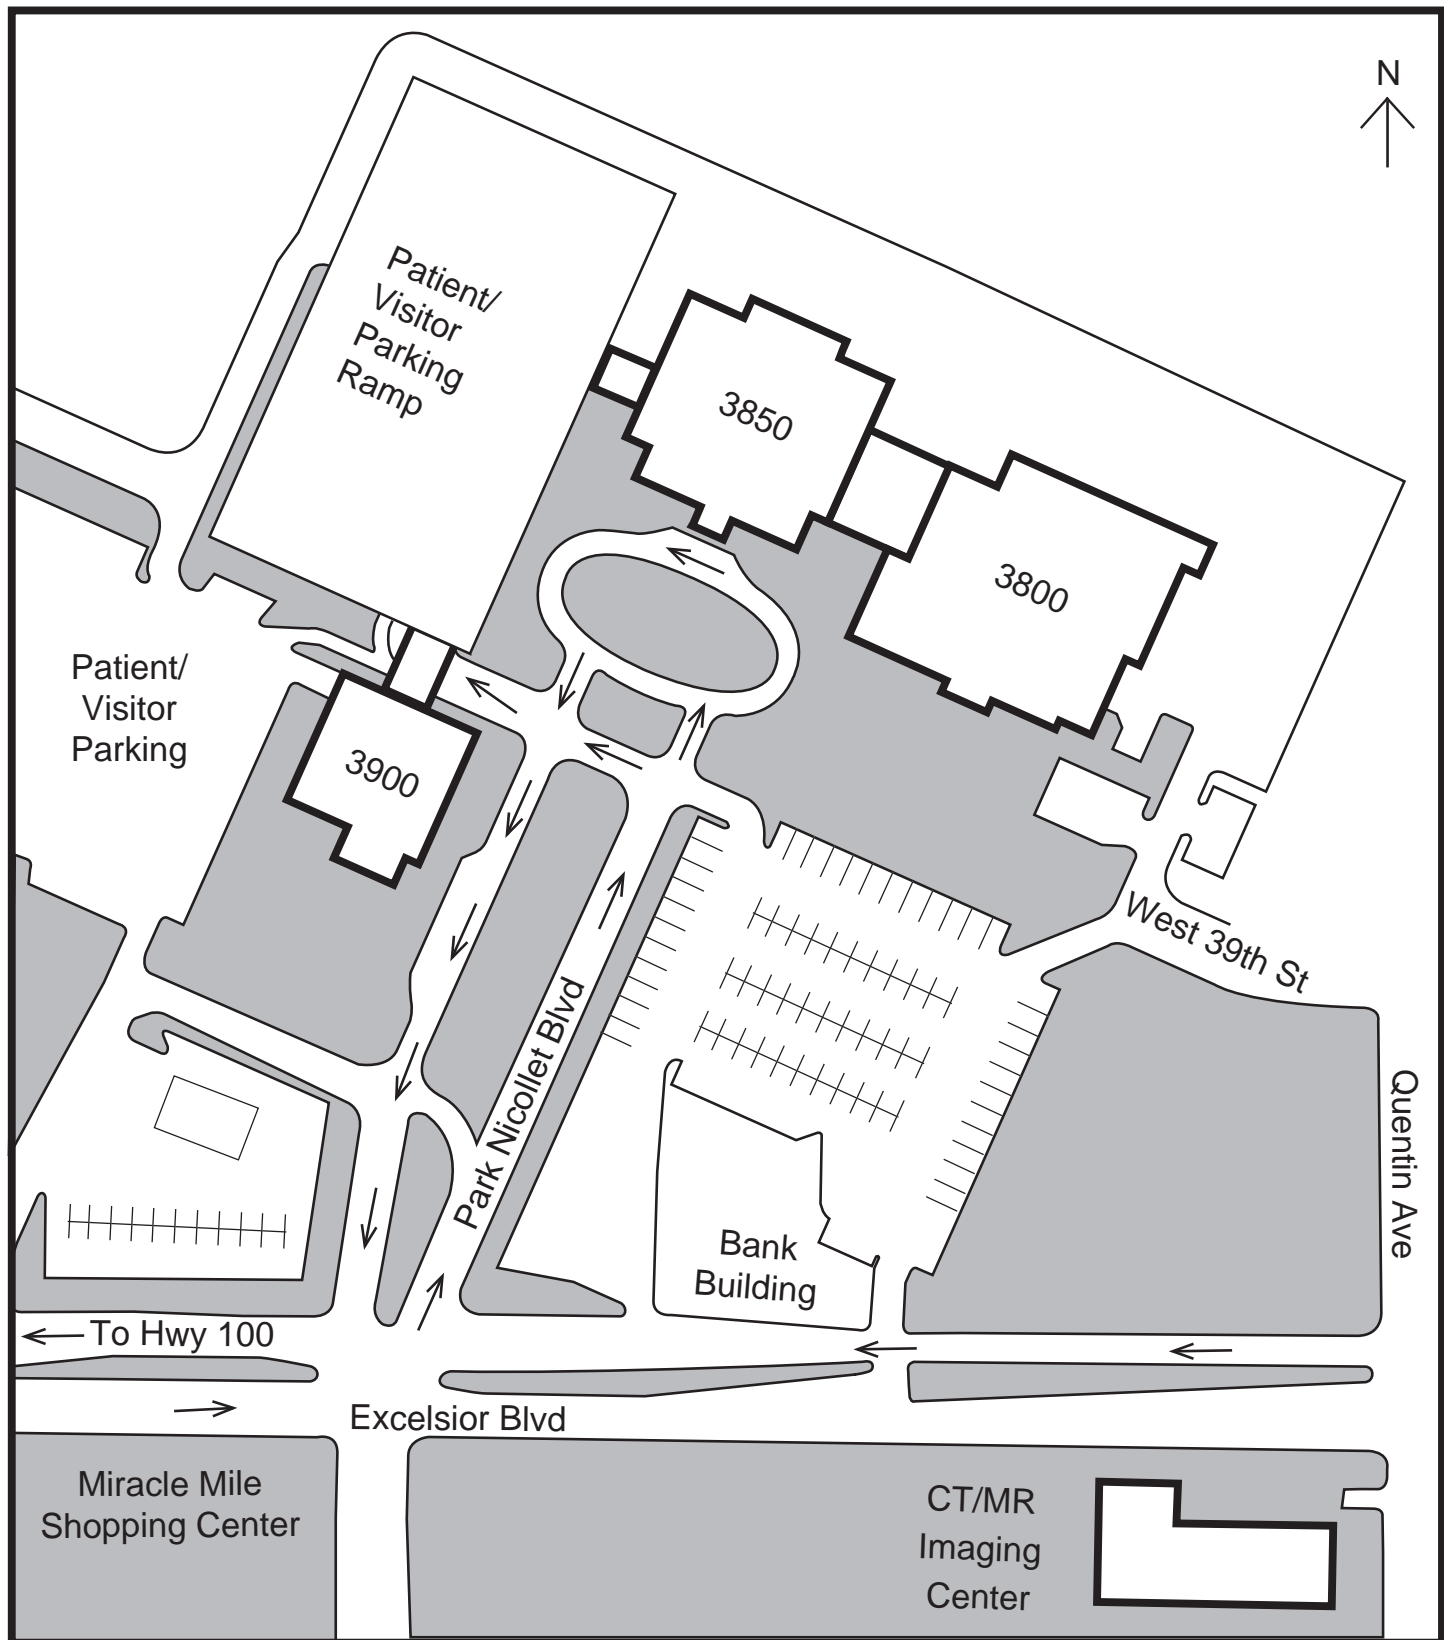 N
Patient/
Visitor
Parking
Ramp
3850
3800
Patient/
Visitor
Parking
3900
West 39th St
Park Nicollet Blvd
Quentin Ave
Bank
Building
To Hwy 100
Excelsior Blvd
Miracle Mile
Shopping Center
CT/MR
Imaging
Center